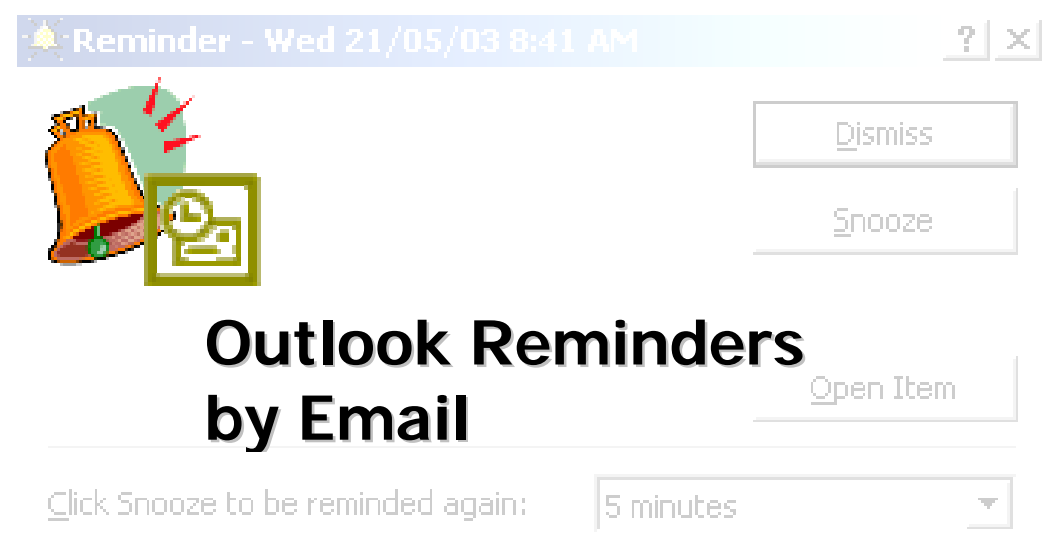 Reminder - Wed 21/05/03 8:41 AM
Dismiss
Snooze
Outlook Reminders
by Email
Open Item
Click Snooze to be reminded again: 5 minutes